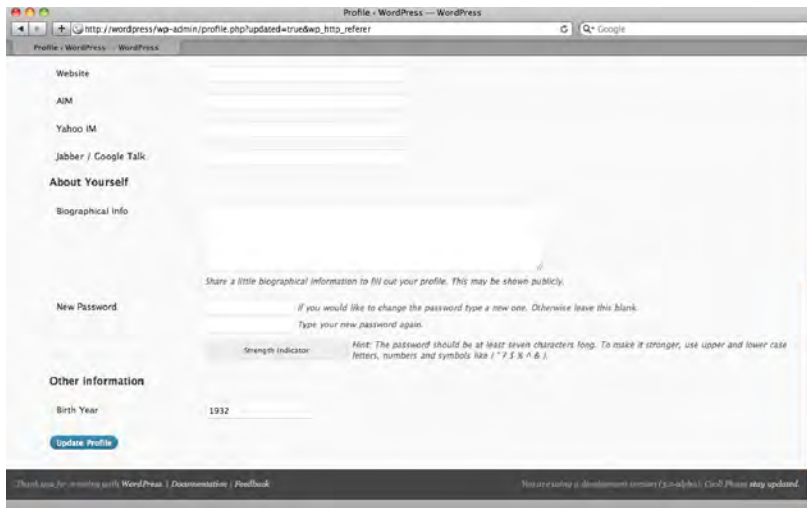 Profile ‹ WordPress — WordPress
http://wordpress/wp-admin/profile.php?updated=true&wp_http_referer
Google
Profile ‹ WordPress — WordPress
Website
AIM
Yahoo IM
Jabber / Google Talk
About Yourself
Biographical Info
Share a little biographical information to fill out your profile. This may be shown publicly.
New Password
If you would like to change the password type a new one. Otherwise leave this blank.
Type your new password again.
Strength indicator
Hint: The password should be at least seven characters long. To make it stronger, use upper and lower case
letters, numbers and symbols like ! " ? $ % ^ & ).
Other information
Birth Year
1932
Update Profile
Thank you for creating with WordPress. | Documentation | Feedback
You are using a development version (3.0-alpha). Cool! Please stay updated.